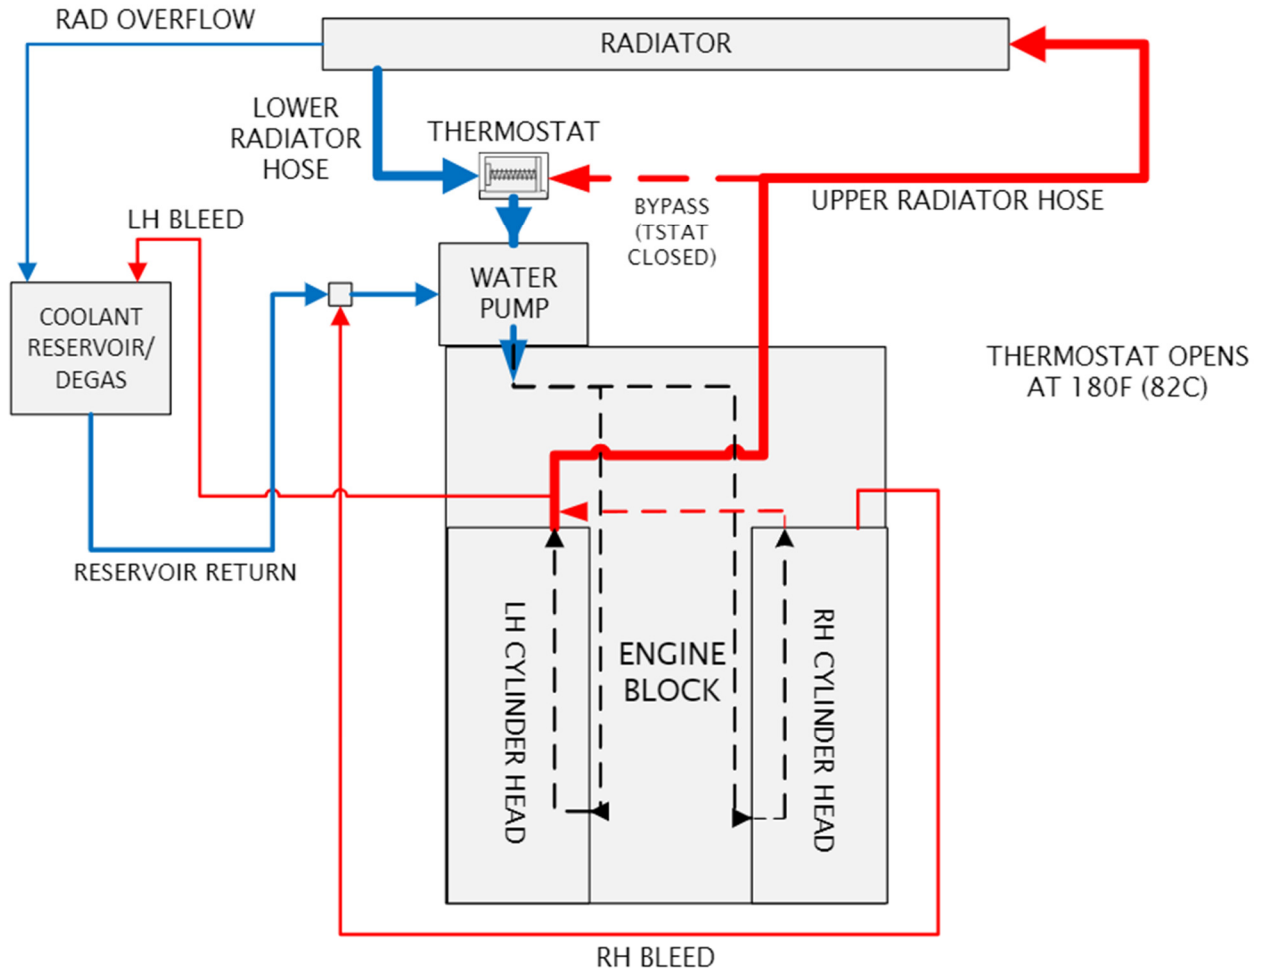 RAD OVERFLOW
RADIATOR
LOWER
RADIATOR
HOSE
THERMOSTAT
BYPASS
(TSTAT
CLOSED)
UPPER RADIATOR HOSE
LH BLEED
WATER
PUMP
COOLANT
RESERVOIR/
DEGAS
THERMOSTAT OPENS
AT 180F (82C)
RESERVOIR RETURN
LH CYLINDER HEAD
ENGINE
BLOCK
RH CYLINDER HEAD
RH BLEED